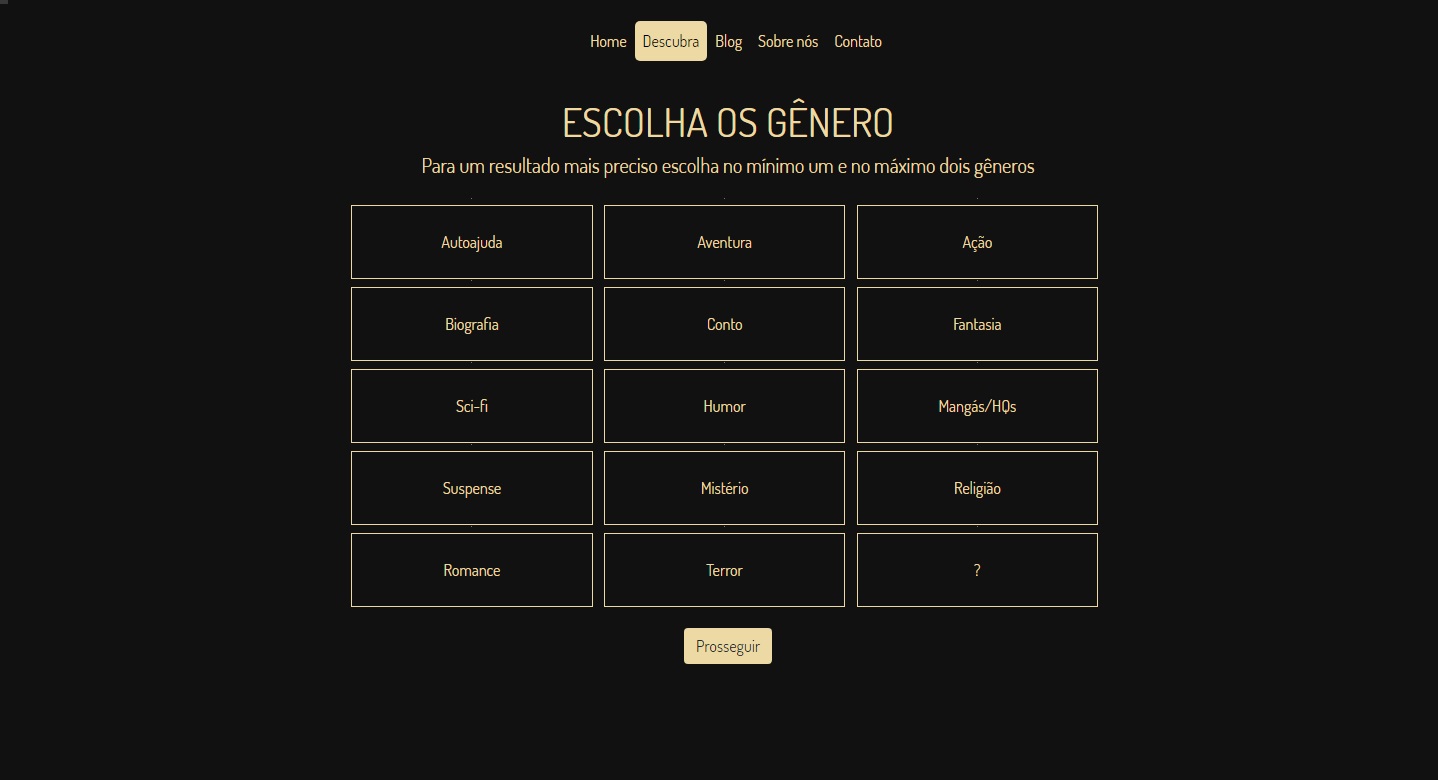 Home Descubra Blog Sobre nós Contato
ESCOLHA OS GÊNERO
Para um resultado mais preciso escolha no mínimo um e no máximo dois gêneros
Autoajuda Aventura Ação
Biografia Conto Fantasia
Sci-fi Humor Mangás/HQs
Suspense Mistério Religião
Romance Terror ?
Prosseguir